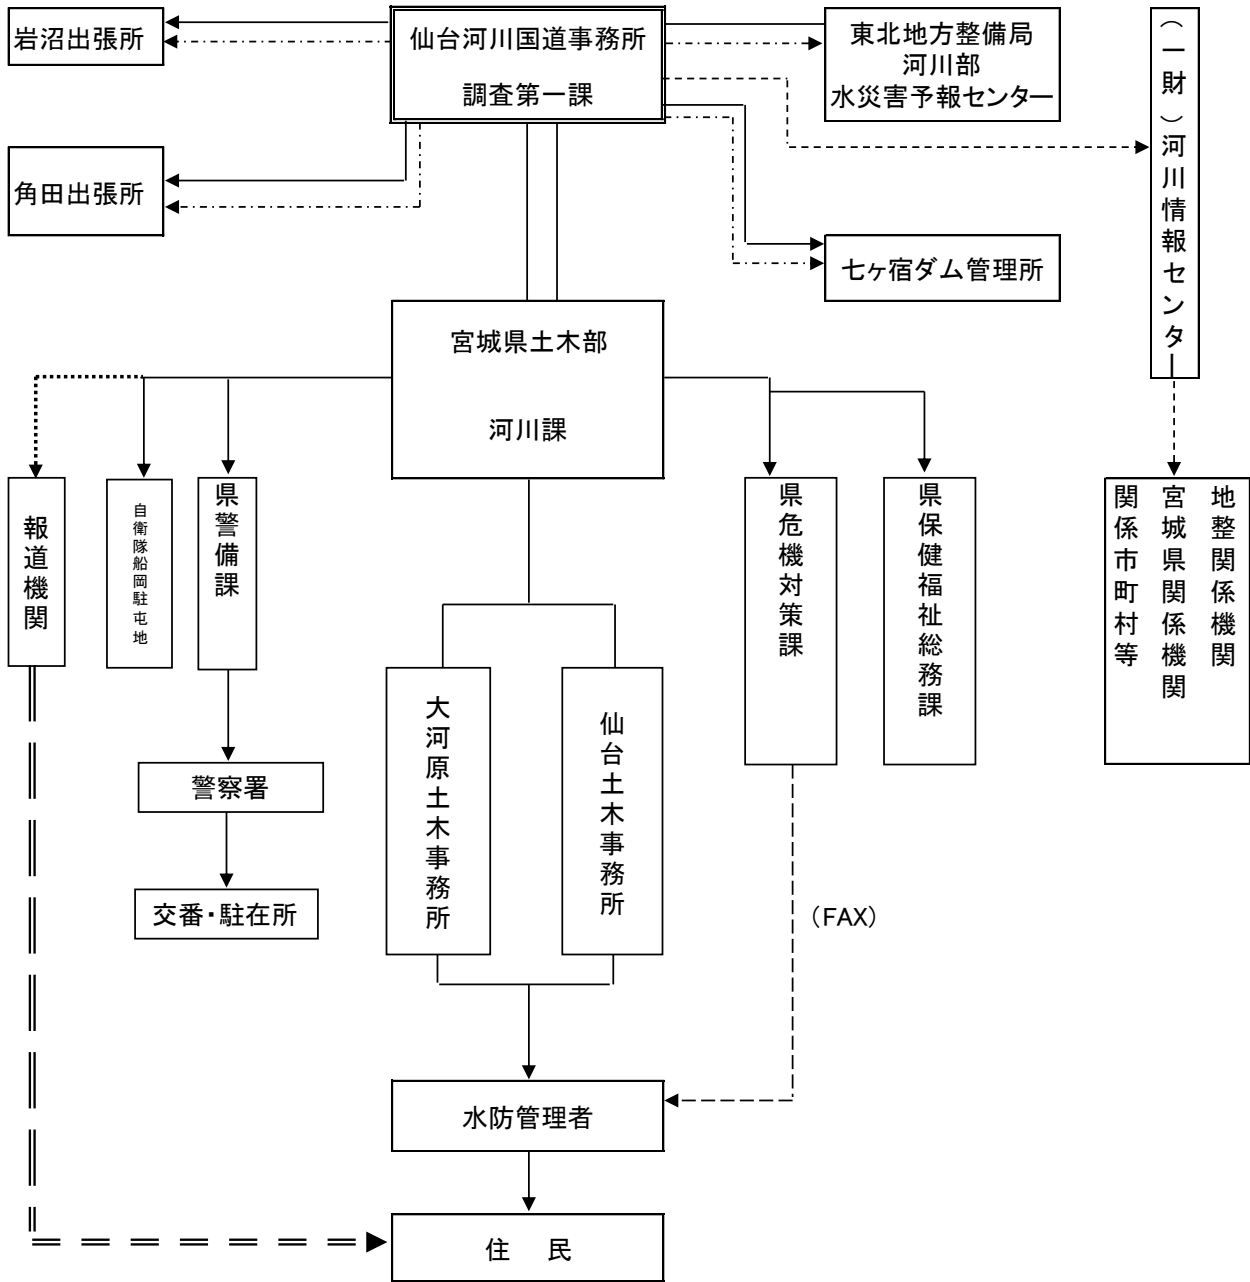 岩沼出張所
仙台河川国道事務所
調査第一課
東北地方整備局
河川部
水災害予報センター
（一財）河川情報センター
角田出張所
七ヶ宿ダム管理所
宮城県土木部
河川課
報道機関
自衛隊船岡駐屯地
県警備課
県危機対策課
県保健福祉総務課
地整関係機関
宮城県関係機関
関係市町村等
大河原土木事務所
仙台土木事務所
警察署
交番・駐在所
（FAX）
水防管理者
住　民